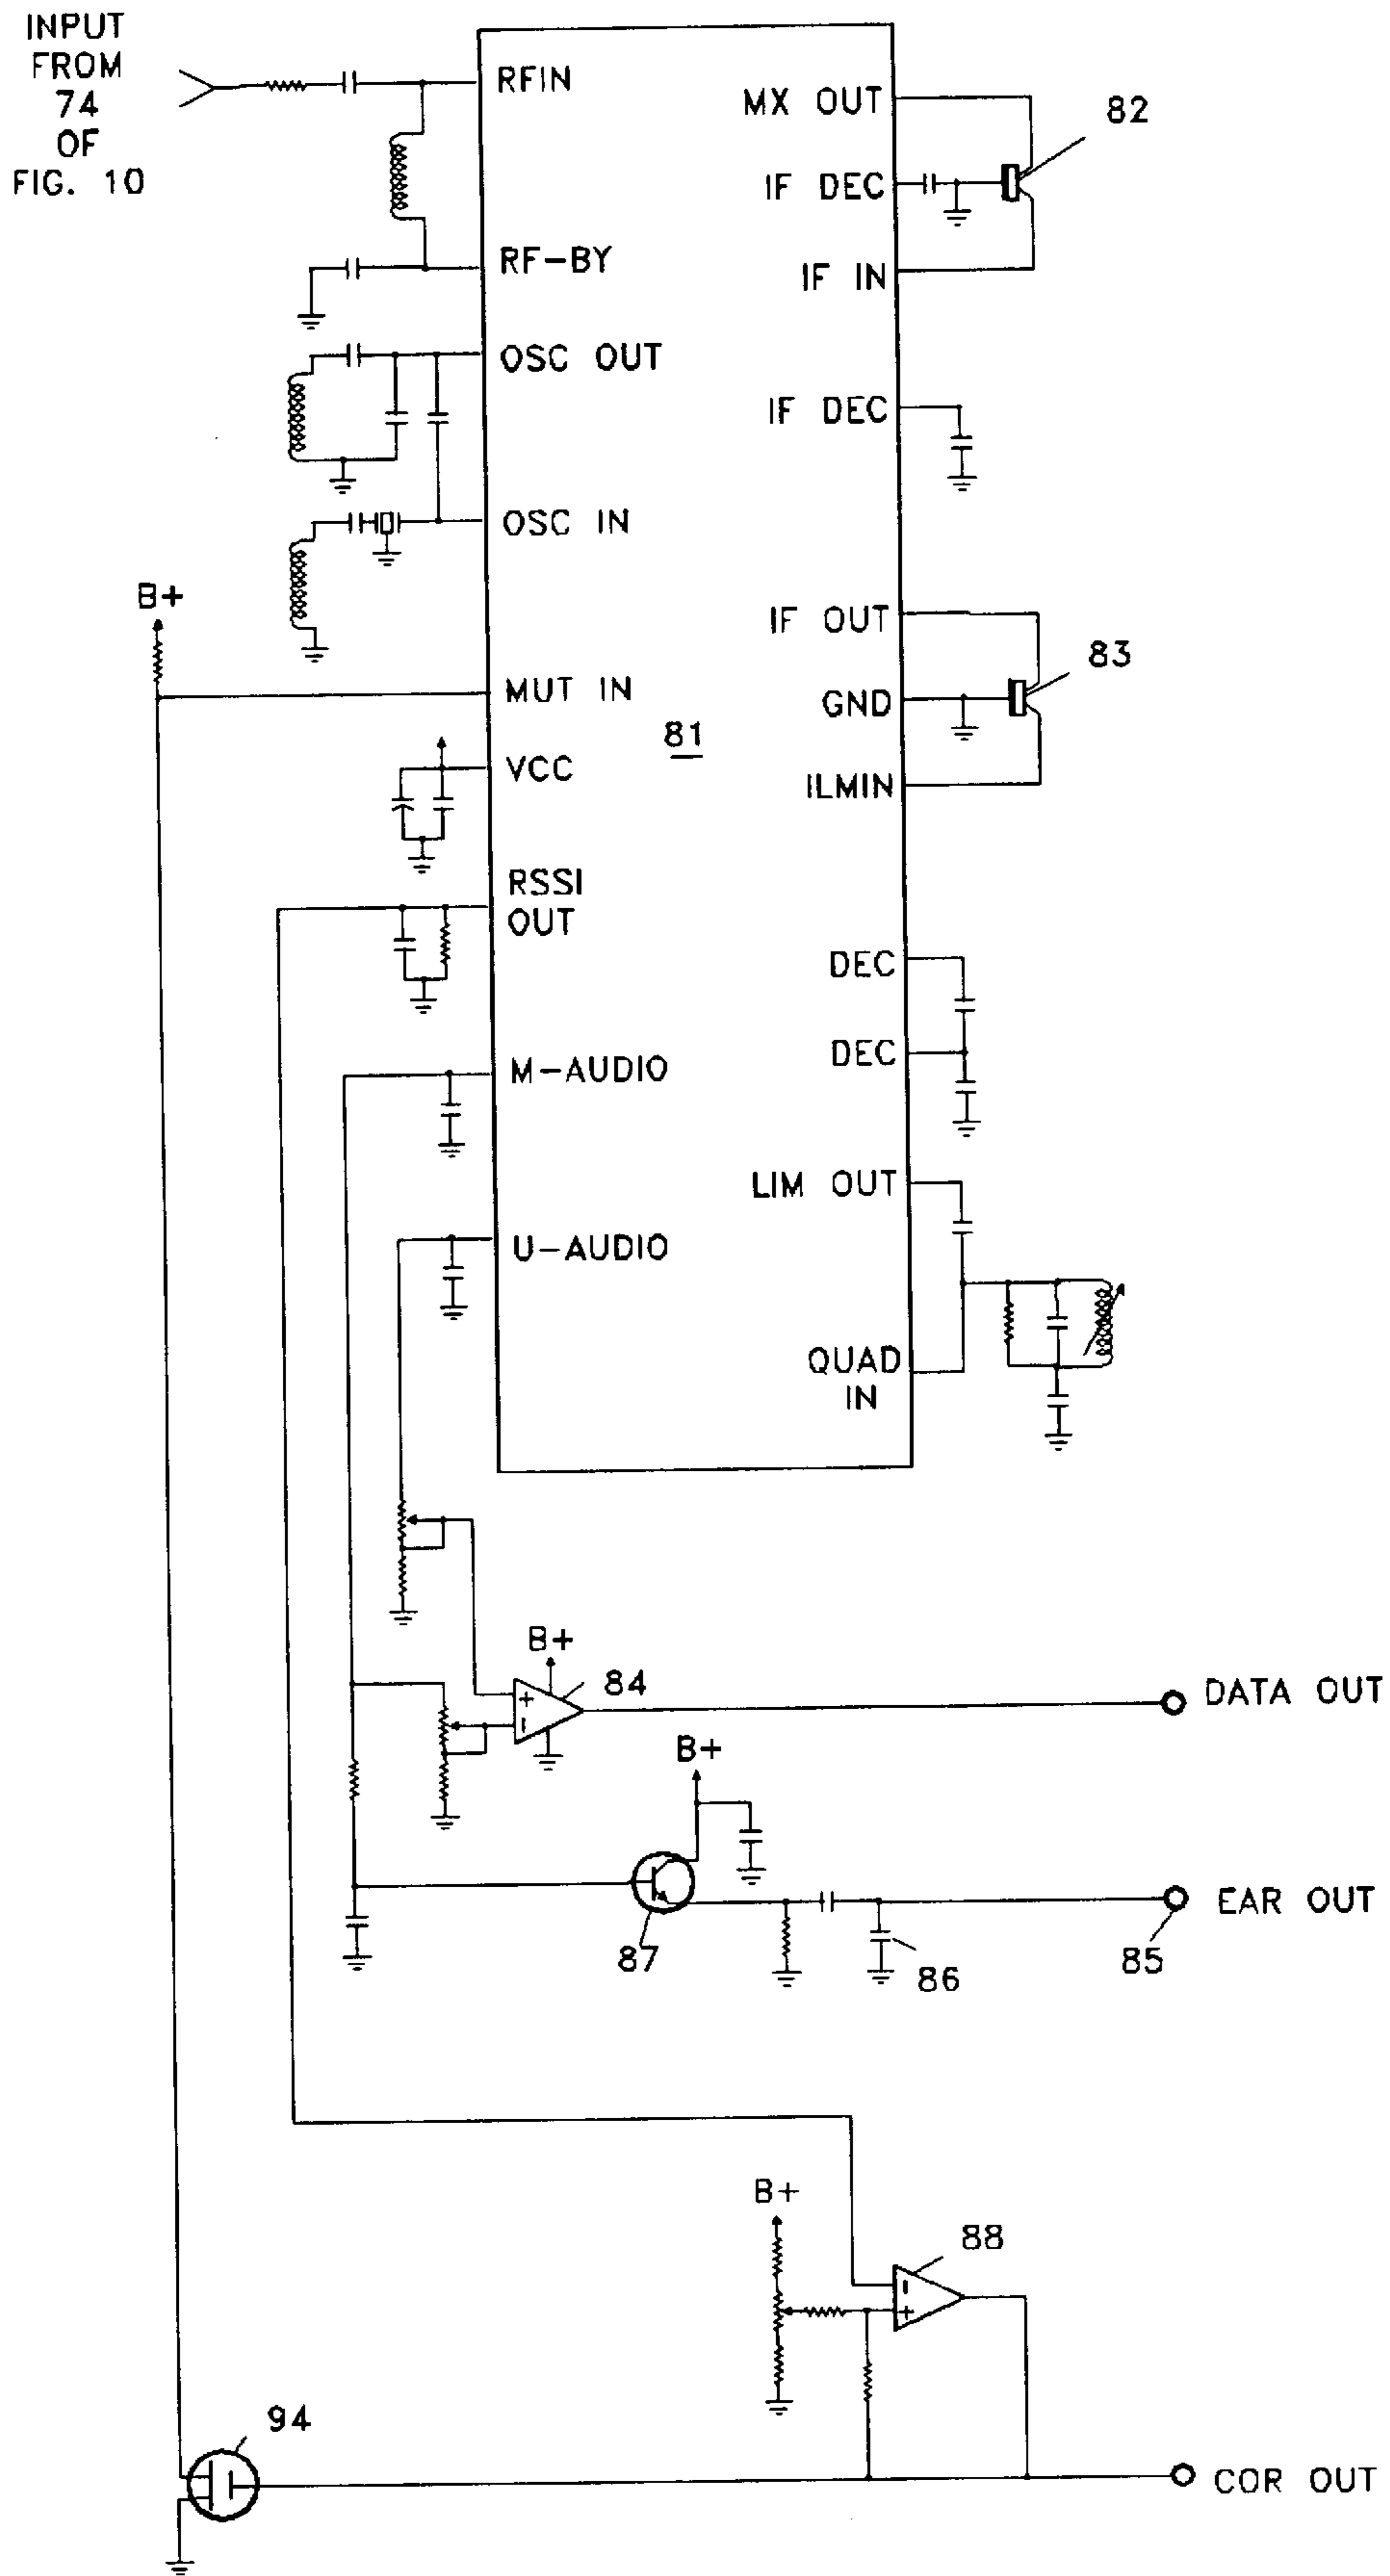 INPUT
FROM
74
OF
FIG. 10
RFIN
MX OUT
82
IF DEC
RF-BY
IF IN
OSC OUT
IF DEC
OSC IN
B+
IF OUT
83
MUT IN
GND
81
VCC
ILMIN
RSSI
OUT
DEC
DEC
M-AUDIO
LIM OUT
U-AUDIO
QUAD
IN
B+
84
+
-
DATA OUT
B+
87
86
85
EAR OUT
B+
88
-
+
94
COR OUT